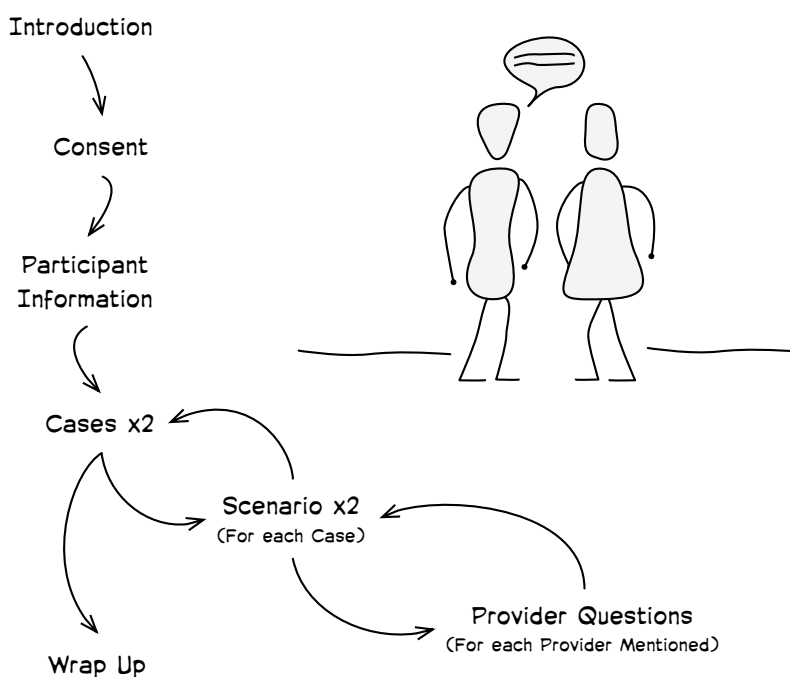 Introduction
Consent
Participant
Information
Cases x2
Scenario x2
(For each Case)
Provider Questions
(For each Provider Mentioned)
Wrap Up